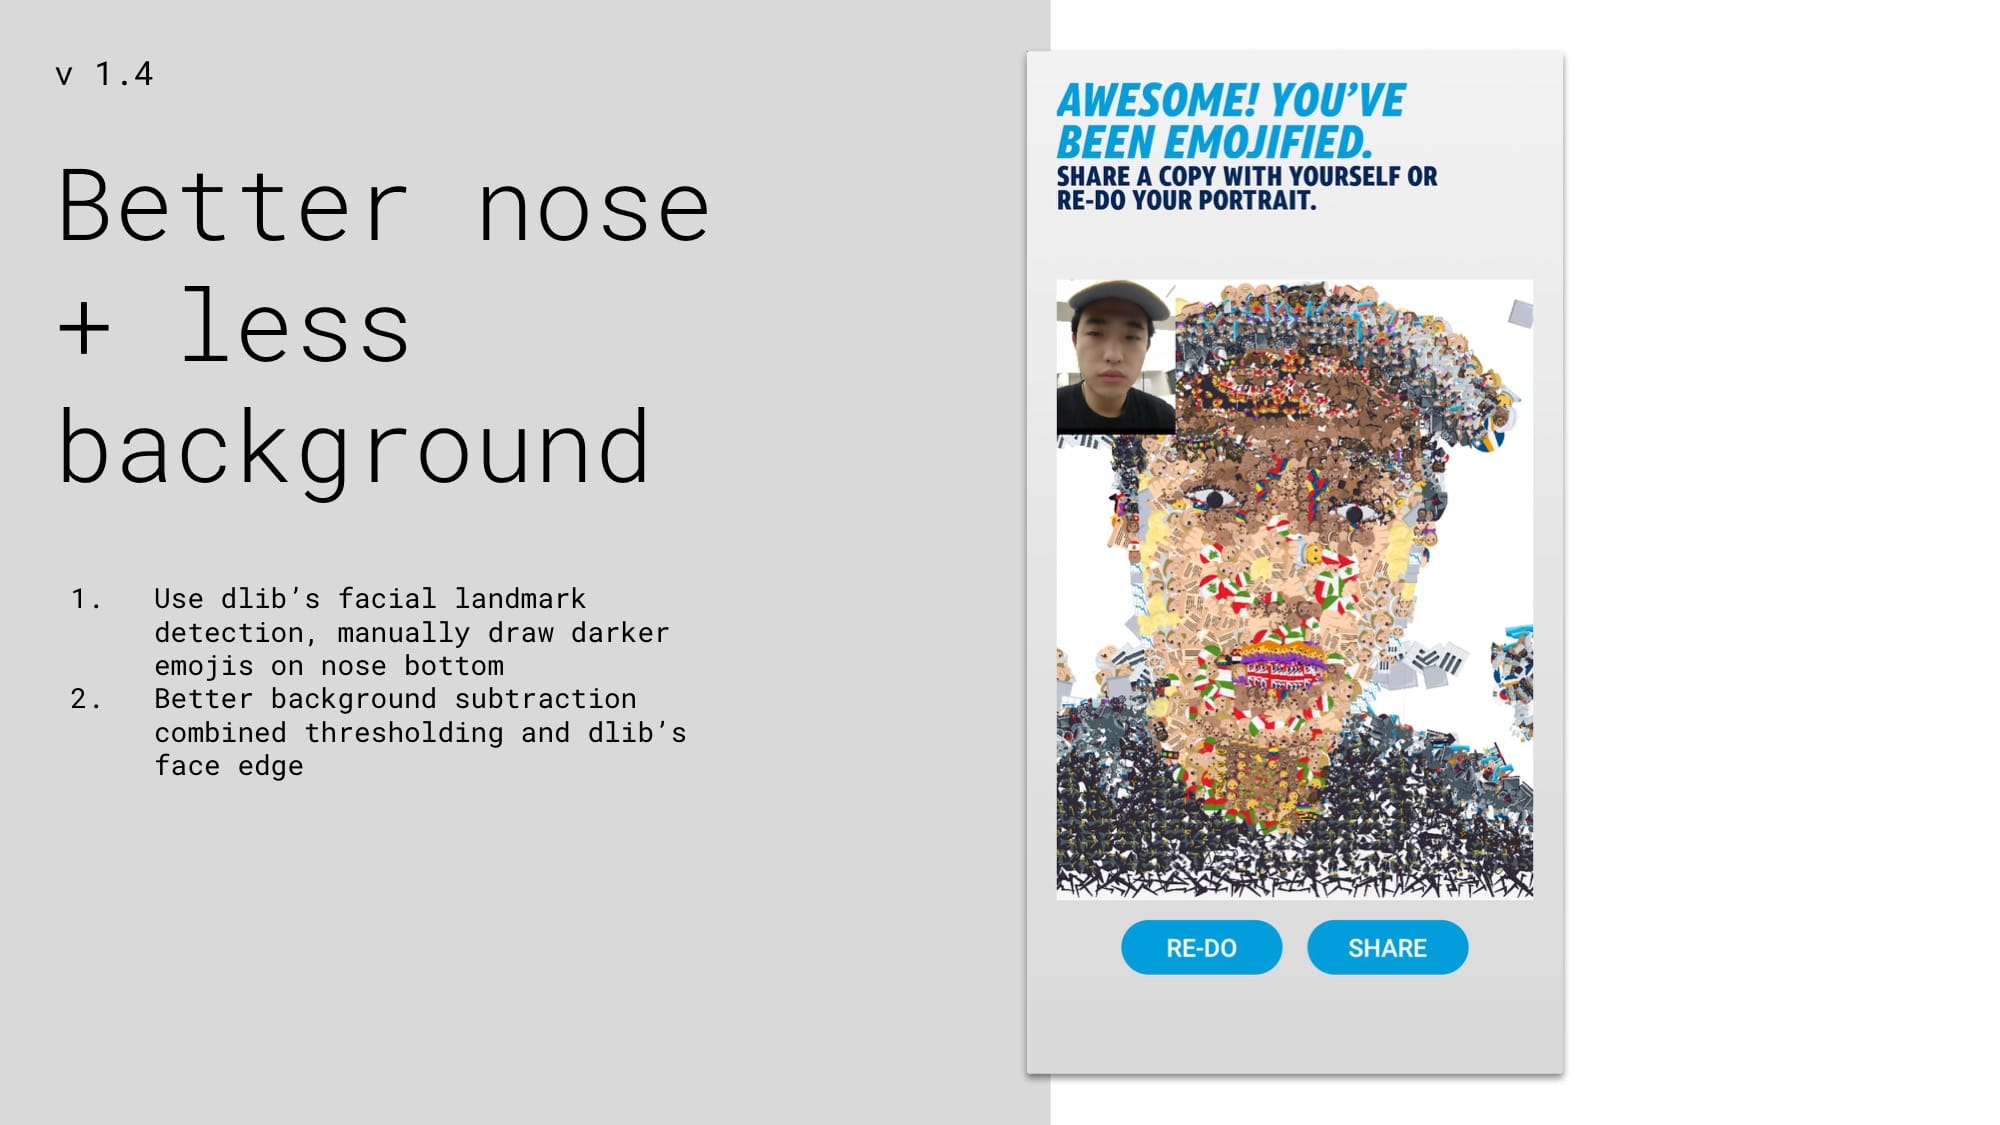 v 1.4
Better nose
+ less
background
1. Use dlib’s facial landmark
detection, manually draw darker
emojis on nose bottom
2. Better background subtraction
combined thresholding and dlib’s
face edge
AWESOME! YOU’VE
BEEN EMOJIFIED.
SHARE A COPY WITH YOURSELF OR
RE-DO YOUR PORTRAIT.
RE-DO
SHARE